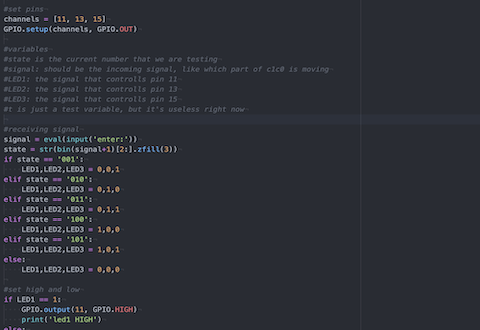 #set pins
channels = [11, 13, 15]
GPIO.setup(channels, GPIO.OUT)
#variables
#state is the current number that we are testing
#signal: should be the incoming signal, like which part of c1c0 is moving
#LED1: the signal that controlls pin 11
#LED2: the signal that controlls pin 13
#LED3: the signal that controlls pin 15
#t is just a test variable, but it's useless right now
#receiving signal
signal = eval(input('enter:'))
state = str(bin(signal+1)[2:].zfill(3))
if state == '001':
LED1,LED2,LED3 = 0,0,1
elif state == '010':
LED1,LED2,LED3 = 0,1,0
elif state == '011':
LED1,LED2,LED3 = 0,1,1
elif state == '100':
LED1,LED2,LED3 = 1,0,0
elif state == '101':
LED1,LED2,LED3 = 1,0,1
else:
LED1,LED2,LED3 = 0,0,0
#set high and low
if LED1 == 1:
GPIO.output(11, GPIO.HIGH)
print('led1 HIGH')
else: